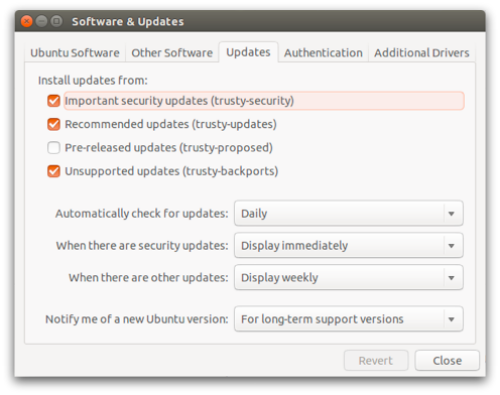 Software & Updates
Ubuntu Software Other Software Updates Authentication Additional Drivers
Install updates from:
Important security updates (trusty-security)
Recommended updates (trusty-updates)
Pre-released updates (trusty-proposed)
Unsupported updates (trusty-backports)
Automatically check for updates: Daily
When there are security updates: Display immediately
When there are other updates: Display weekly
Notify me of a new Ubuntu version: For long-term support versions
Revert Close